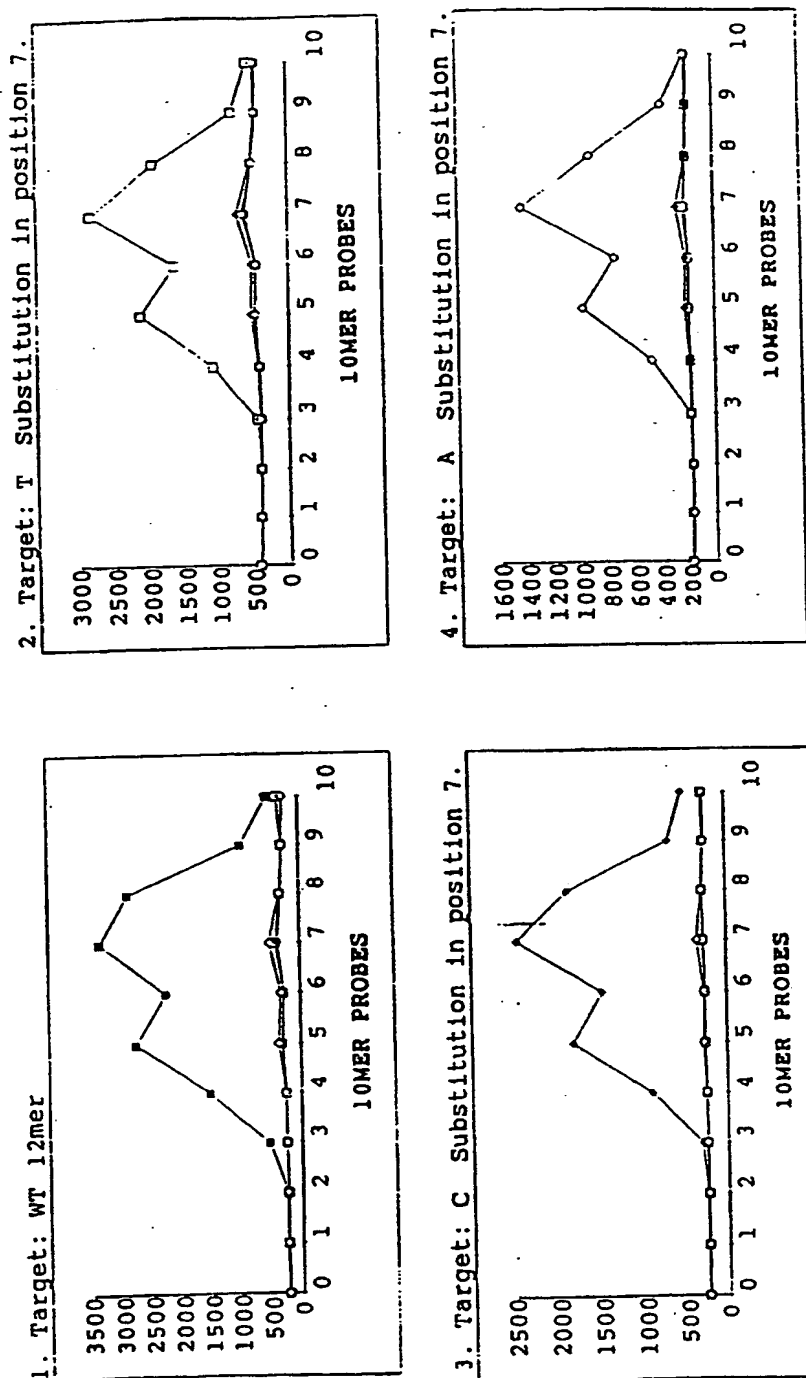 1. Target: WT 12mer
3500
3000
2500
2000
1500
1000
500
0
0 1 2 3 4 5 6 7 8 9 10
10MER PROBES
2. Target: T Substitution in position 7.
3000
2500
2000
1500
1000
500
0
0 1 2 3 4 5 6 7 8 9 10
10MER PROBES
3. Target: C Substitution in position 7.
2500
2000
1500
1000
500
0
0 1 2 3 4 5 6 7 8 9 10
10MER PROBES
4. Target: A Substitution in position 7.
1600
1400
1200
1000
800
600
400
200
0
0 1 2 3 4 5 6 7 8 9 10
10MER PROBES